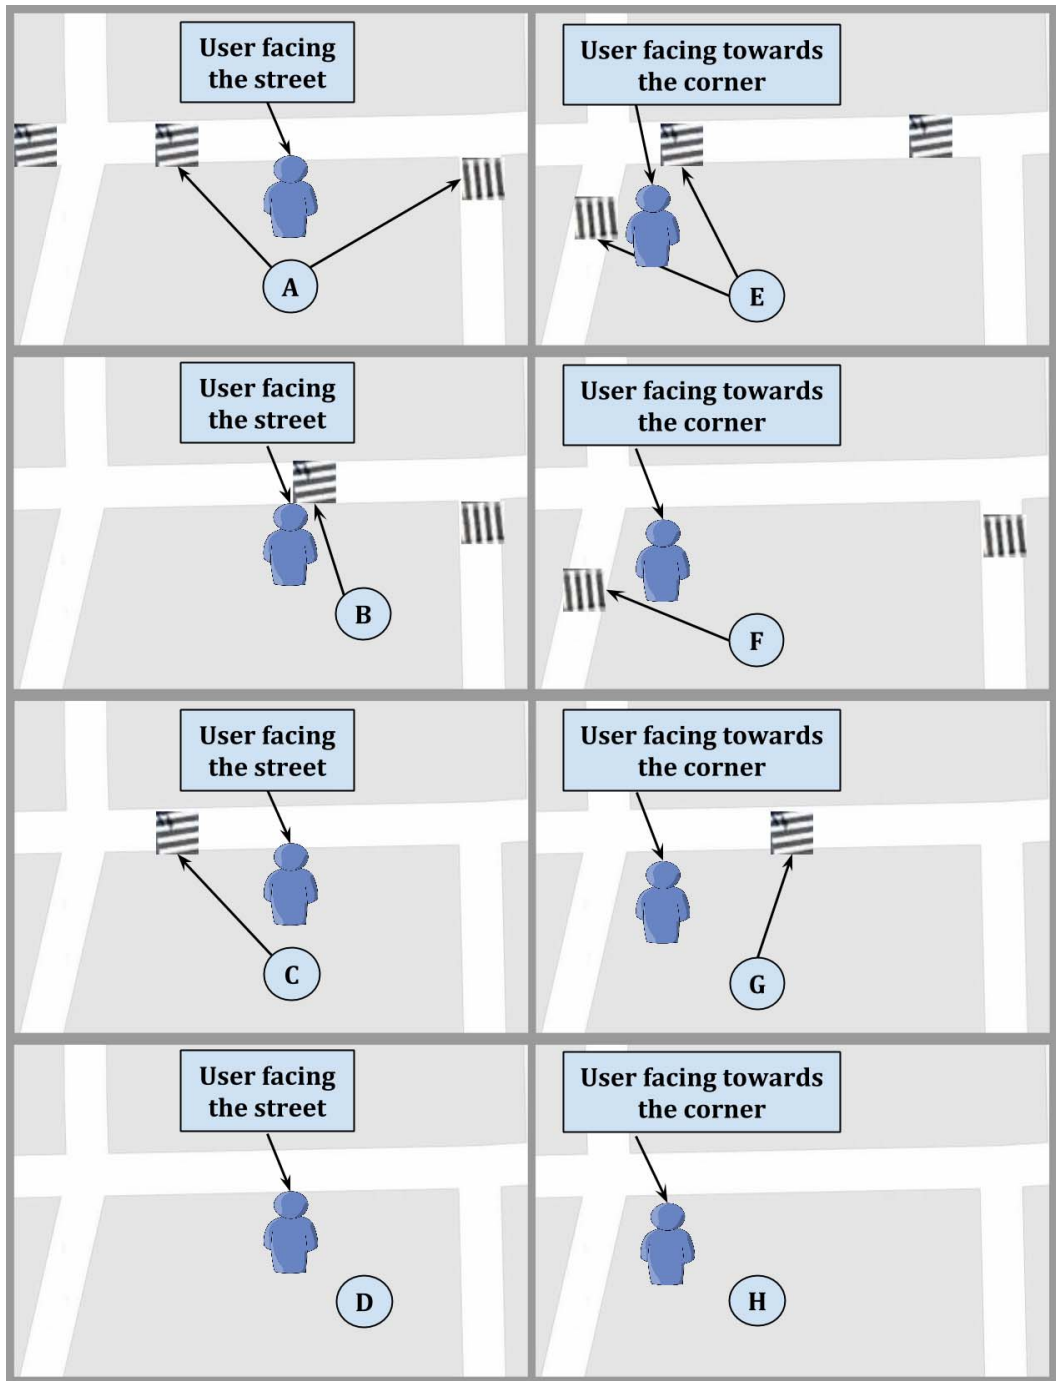 User facing
the street
A
User facing towards
the corner
E
User facing
the street
B
User facing towards
the corner
F
User facing
the street
C
User facing towards
the corner
G
User facing
the street
D
User facing towards
the corner
H